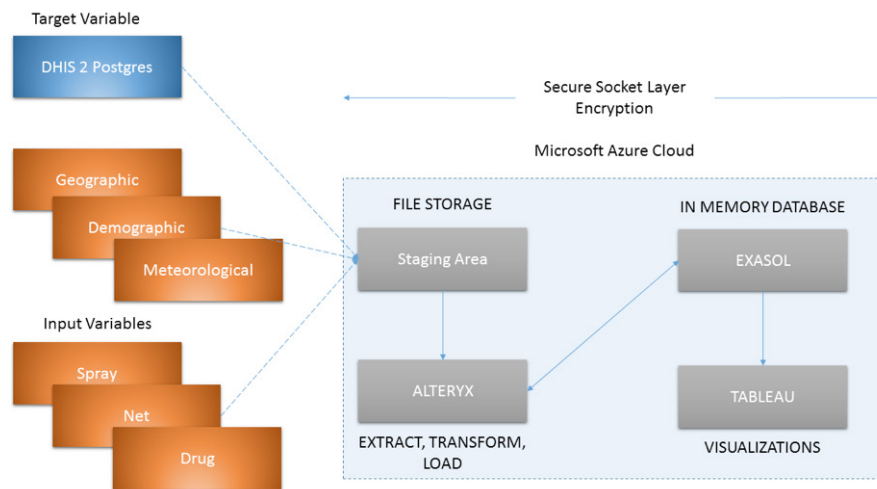 Target Variable
DHIS 2 Postgres
Secure Socket Layer
Encryption
Microsoft Azure Cloud
Geographic
Demographic
Meteorological
FILE STORAGE
IN MEMORY DATABASE
Staging Area
EXASOL
Input Variables
Spray
Net
Drug
ALTERYX
TABLEAU
EXTRACT, TRANSFORM,
LOAD
VISUALIZATIONS